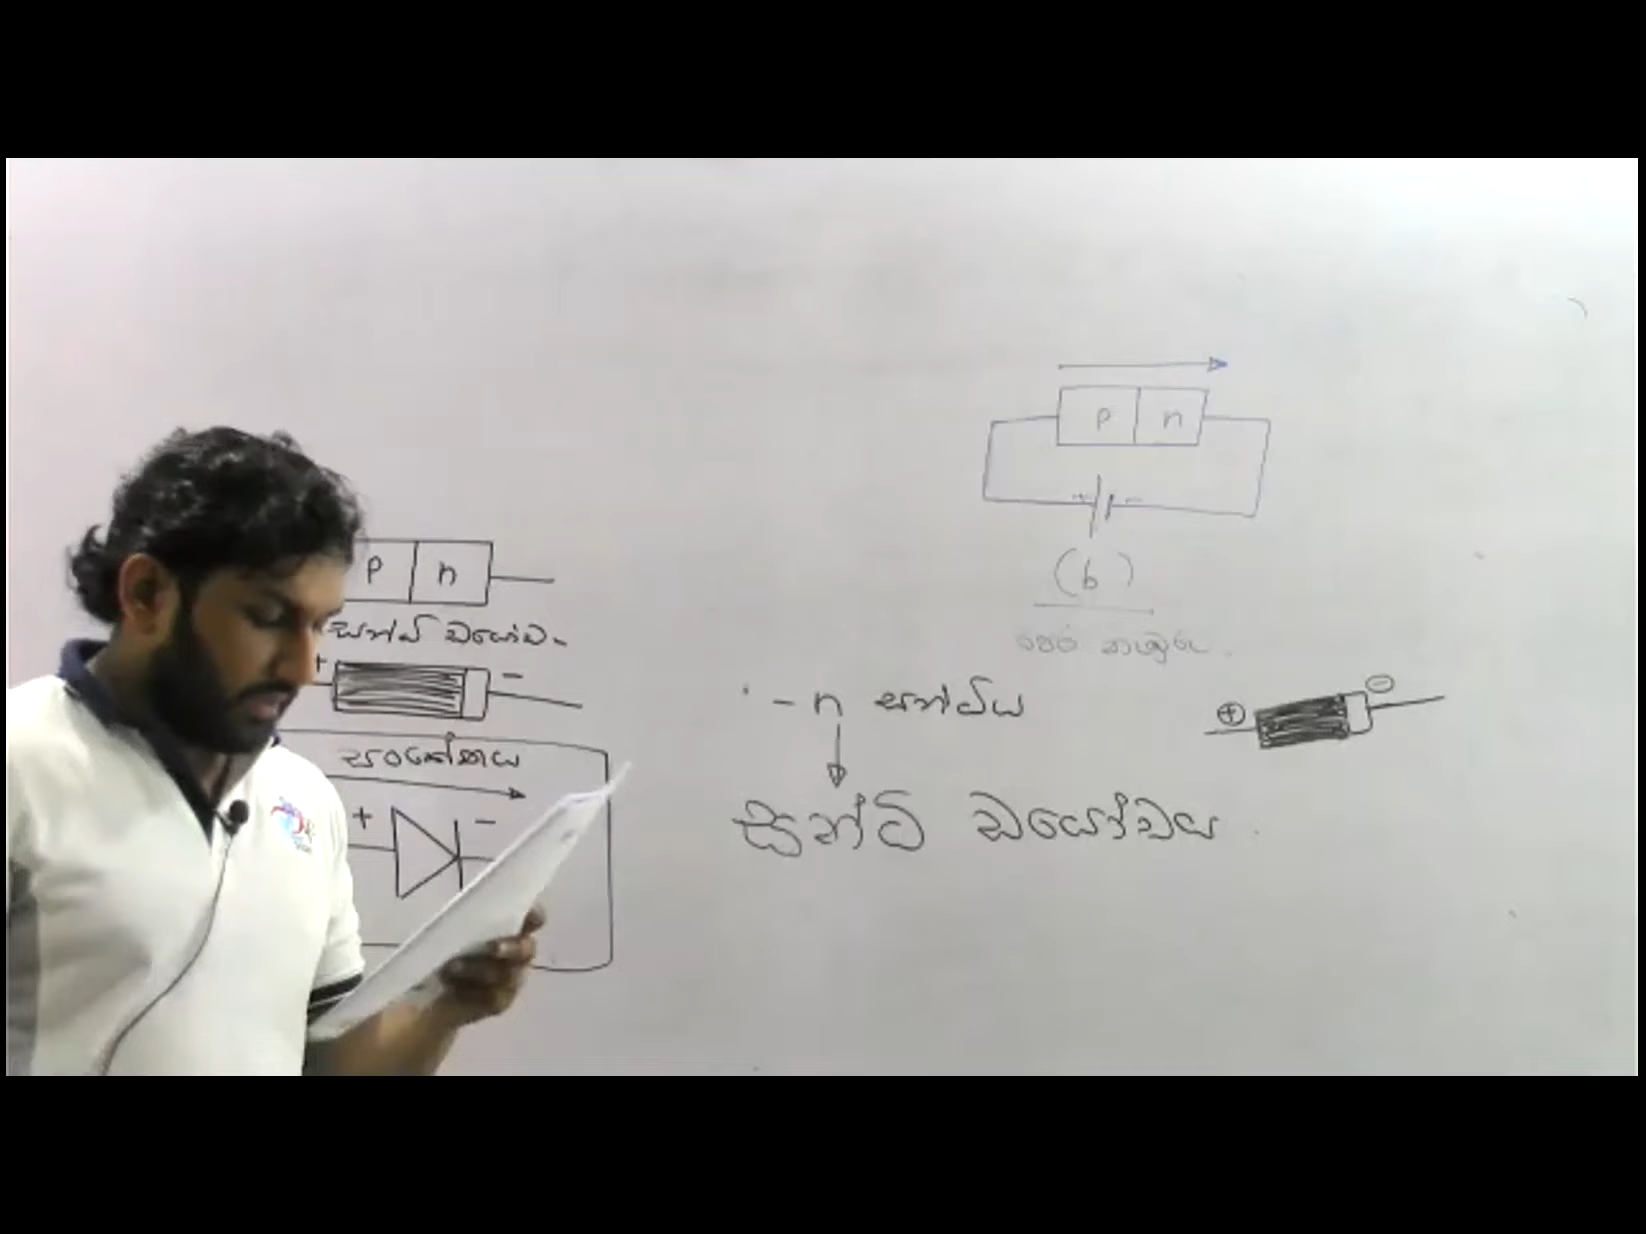 p n
(b)
පෙර නැඹුරු.
p n
සන්ධි ඩයෝඩ
+ -
- n සන්ධිය
+ -
සංකේතය
+ -
සන්ධි ඩයෝඩය.